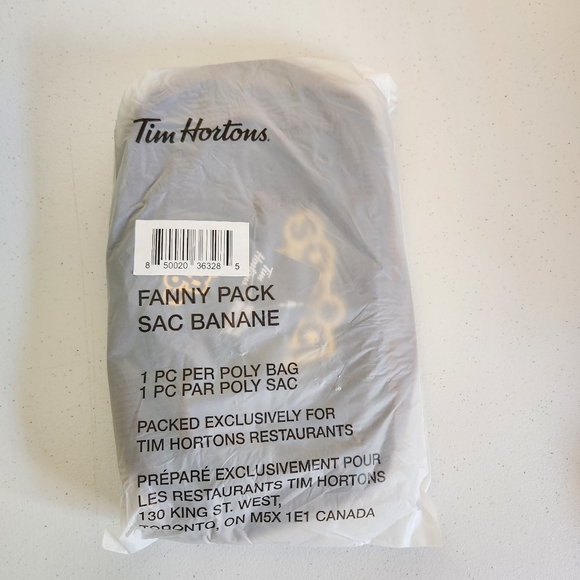 Tim Hortons.
8 50020 36328 5
Tim
Hortons
FANNY PACK
SAC BANANE
1 PC PER POLY BAG
1 PC PAR POLY SAC
PACKED EXCLUSIVELY FOR
TIM HORTONS RESTAURANTS
PRÉPARÉ EXCLUSIVEMENT POUR
LES RESTAURANTS TIM HORTONS
130 KING ST. WEST,
TORONTO, ON M5X 1E1 CANADA